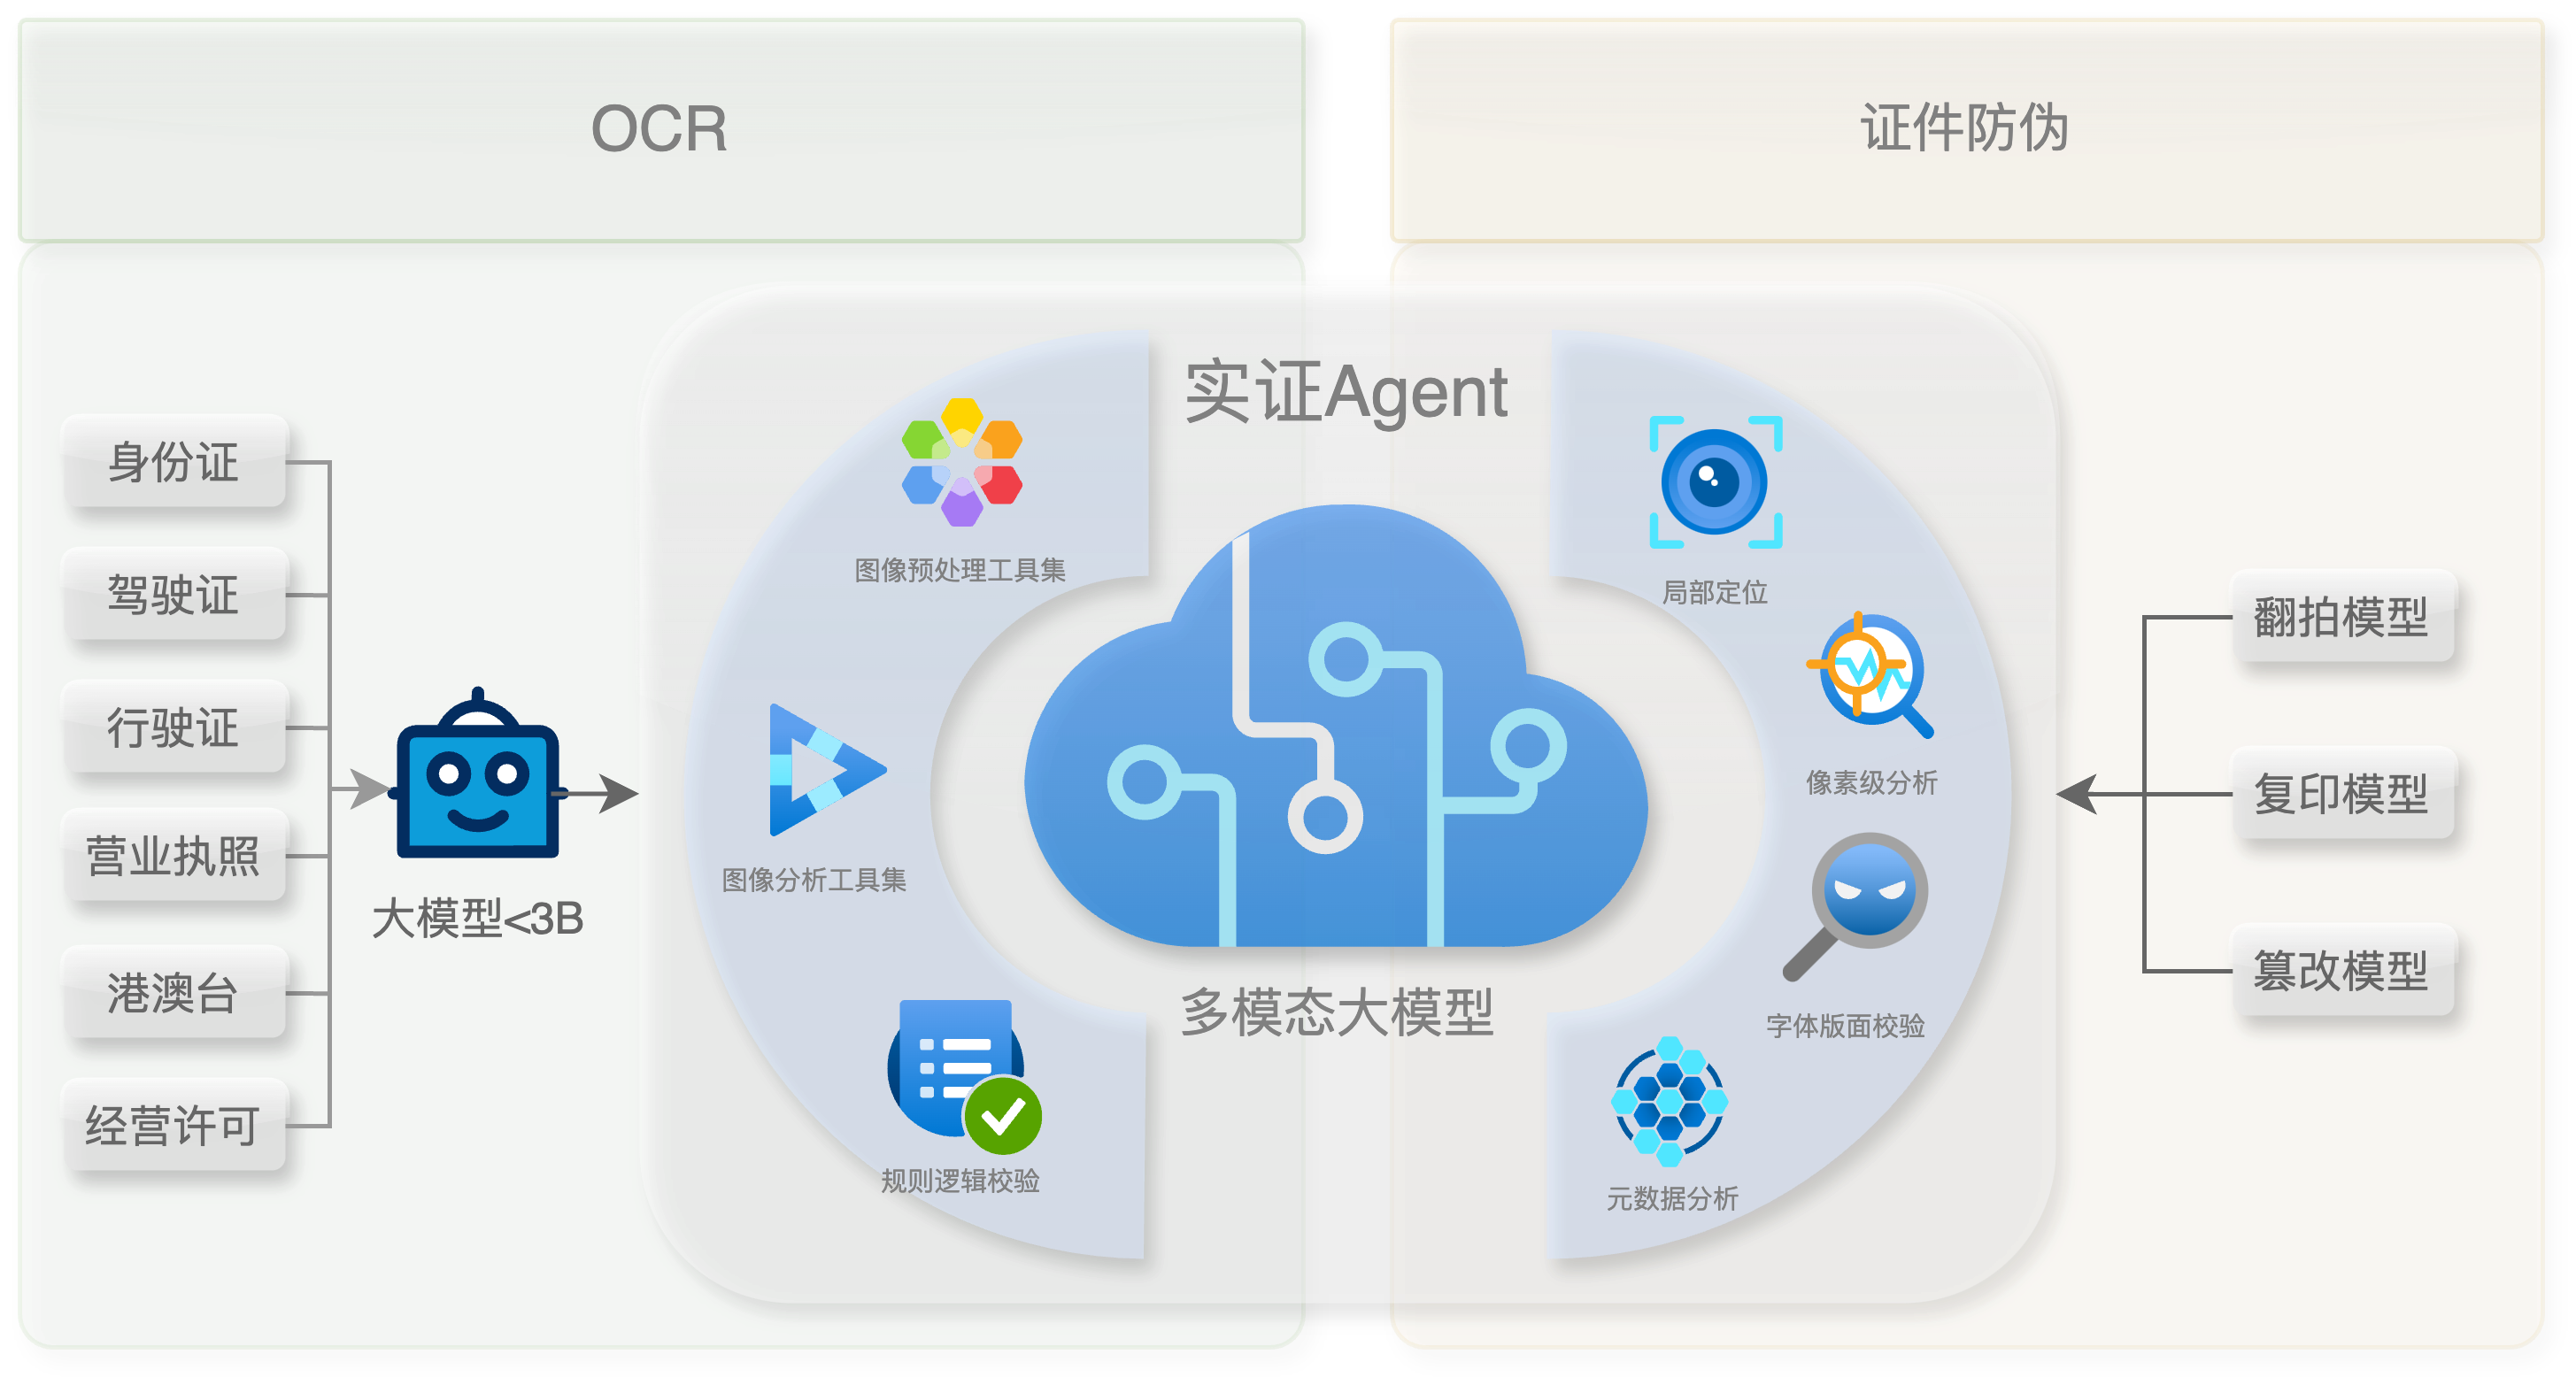 OCR
证件防伪
身份证
驾驶证
行驶证
营业执照
港澳台
经营许可
大模型<3B
实证Agent
图像预处理工具集
图像分析工具集
规则逻辑校验
多模态大模型
局部定位
像素级分析
字体版面校验
元数据分析
翻拍模型
复印模型
篡改模型